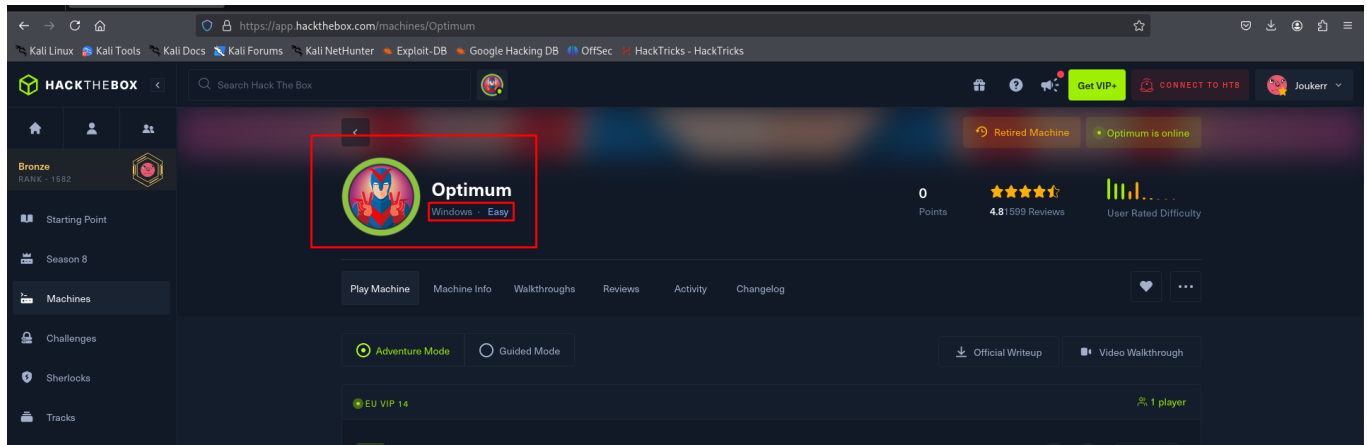 https://app.hackthebox.com/machines/Optimum
Kali Linux Kali Tools Kali Docs Kali Forums Kali NetHunter Exploit-DB Google Hacking DB OffSec HackTricks - HackTricks
HACKTHEBOX Search Hack The Box Get VIP+ CONNECT TO HTB Joukerr
Retired Machine Optimum is online
Bronze
RANK - 1582
Optimum
Windows · Easy
0
Points
4.8 1599 Reviews
User Rated Difficulty
Starting Point
Season 8
Machines
Challenges
Sherlocks
Tracks
Play Machine Machine Info Walkthroughs Reviews Activity Changelog
Adventure Mode Guided Mode Official Writeup Video Walkthrough
EU VIP 14 1 player